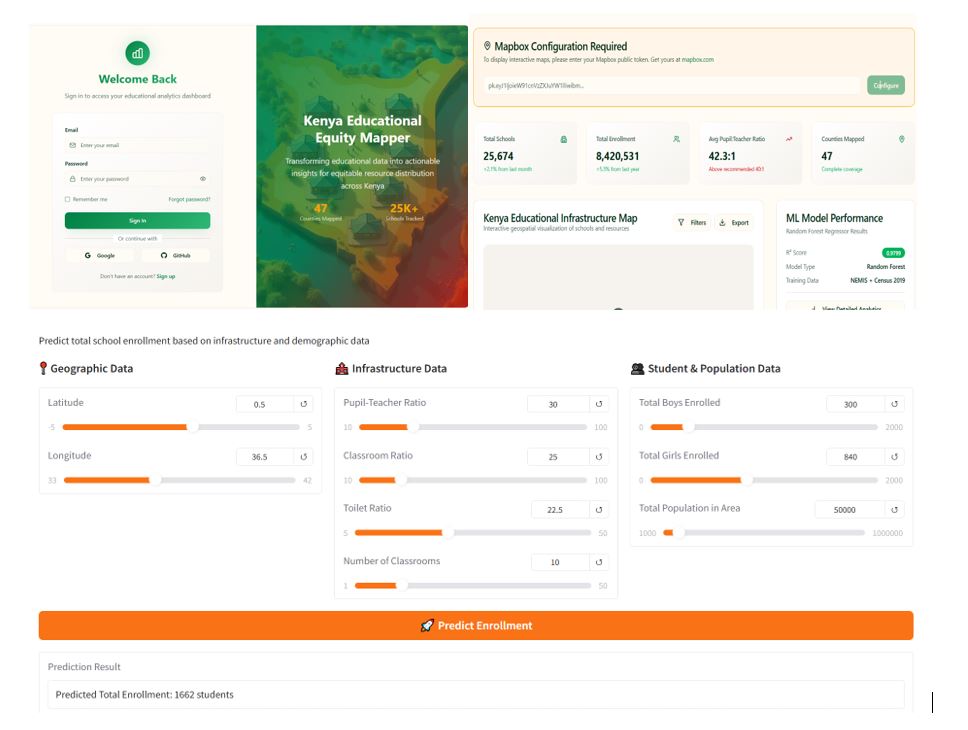 Welcome Back
Sign in to access your educational analytics dashboard
Email
Enter your email
Password
Enter your password
Remember me
Forgot password?
Sign In
Or continue with
Google
GitHub
Don't have an account? Sign up
Kenya Educational
Equity Mapper
Transforming educational data into actionable
insights for equitable resource distribution
across Kenya
47
Counties Mapped
25K+
Schools Tracked
Mapbox Configuration Required
To display interactive maps, please enter your Mapbox public token. Get yours at mapbox.com
Configure
Total Schools
25,674
+2.1% from last month
Total Enrollment
8,420,531
+5.3% from last year
Avg Pupil:Teacher Ratio
42.3:1
Above recommended 40:1
Counties Mapped
47
Complete coverage
Kenya Educational Infrastructure Map
Interactive geospatial visualization of schools and resources
Filters
Export
ML Model Performance
Random Forest Regressor Results
R² Score
0.9799
Model Type
Random Forest
Training Data
NEMIS + Census 2019
View Detailed Analytics
Predict total school enrollment based on infrastructure and demographic data
Geographic Data
Latitude
0.5
-5
5
Longitude
36.5
33
42
Infrastructure Data
Pupil-Teacher Ratio
30
10
100
Classroom Ratio
25
10
100
Toilet Ratio
22.5
5
50
Number of Classrooms
10
1
50
Student & Population Data
Total Boys Enrolled
300
0
2000
Total Girls Enrolled
840
0
2000
Total Population in Area
50000
1000
1000000
Predict Enrollment
Prediction Result
Predicted Total Enrollment: 1662 students